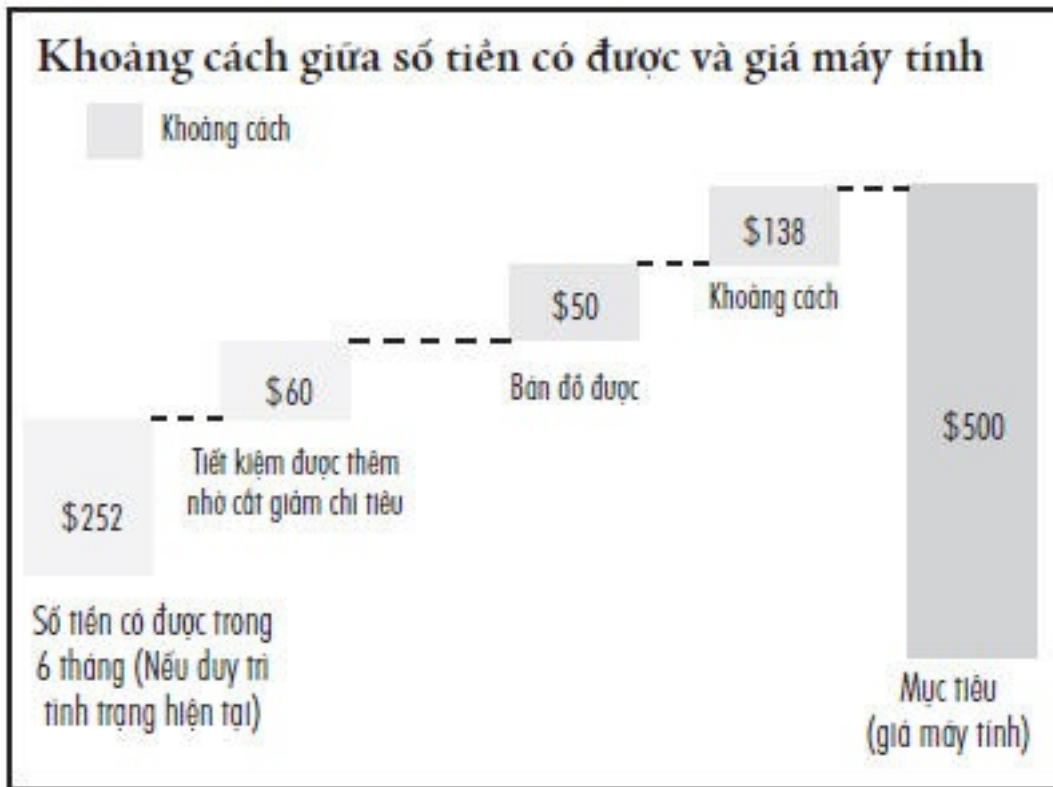 Khoảng cách giữa số tiền có được và giá máy tính
Khoảng cách
$138
Khoảng cách
$50
Bán đồ được
$60
Tiết kiệm được thêm
nhờ cắt giảm chi tiêu
$252
Số tiền có được trong
6 tháng (Nếu duy trì
tình trạng hiện tại)
$500
Mục tiêu
(giá máy tính)